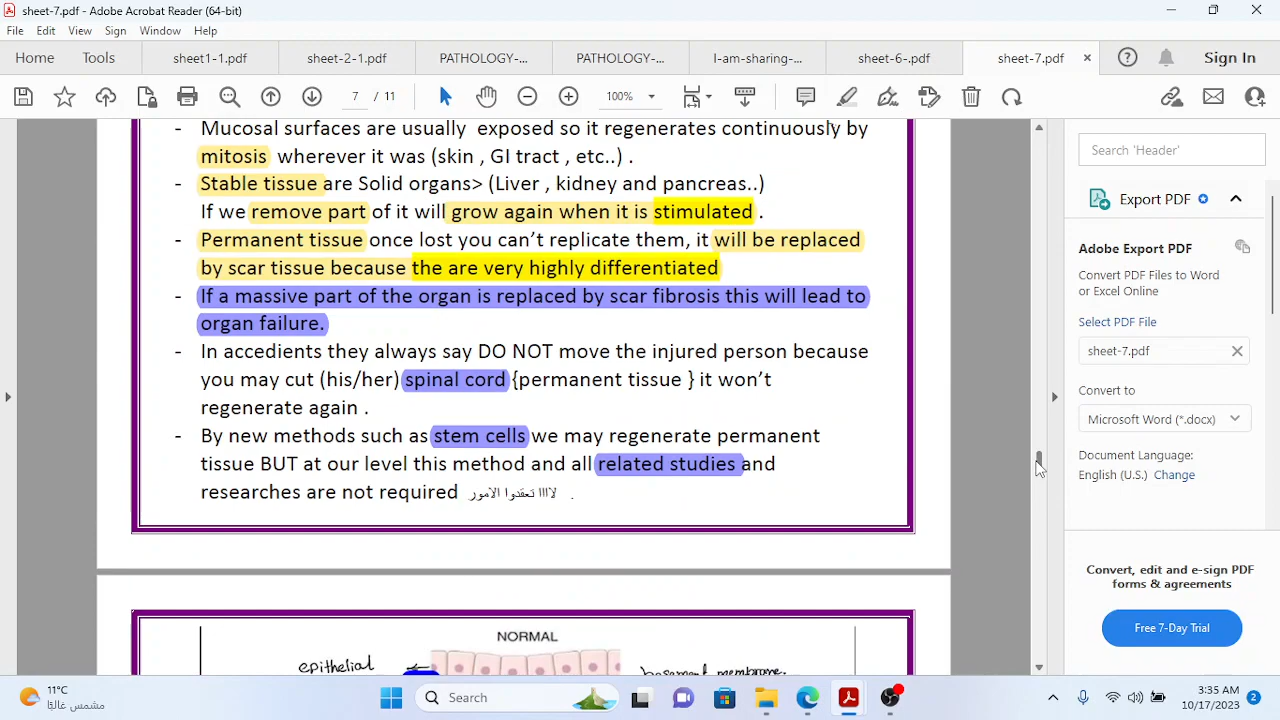 sheet-7.pdf - Adobe Acrobat Reader (64-bit)
File Edit View Sign Window Help
Home Tools sheet1-1.pdf sheet-2-1.pdf PATHOLOGY-... PATHOLOGY-... I-am-sharing-... sheet-6-.pdf sheet-7.pdf × Sign In
7 / 11 100%
- Mucosal surfaces are usually exposed so it regenerates continuously by
mitosis wherever it was (skin , GI tract , etc..) .
- Stable tissue are Solid organs> (Liver , kidney and pancreas..)
If we remove part of it will grow again when it is stimulated .
- Permanent tissue once lost you can't replicate them, it will be replaced
by scar tissue because the are very highly differentiated
- If a massive part of the organ is replaced by scar fibrosis this will lead to
organ failure.
- In accedients they always say DO NOT move the injured person because
you may cut (his/her) spinal cord {permanent tissue } it won't
regenerate again .
- By new methods such as stem cells we may regenerate permanent
tissue BUT at our level this method and all related studies and
researches are not required لاااا تعقدوا الامور .
NORMAL
epithelial
basement membrane
Search 'Header'
Export PDF
Adobe Export PDF
Convert PDF Files to Word
or Excel Online
Select PDF File
sheet-7.pdf
Convert to
Microsoft Word (*.docx)
Document Language:
English (U.S.) Change
Convert, edit and e-sign PDF
forms & agreements
Free 7-Day Trial
11°C
مشمس غالبًا
Search
3:35 AM
10/17/2023
2